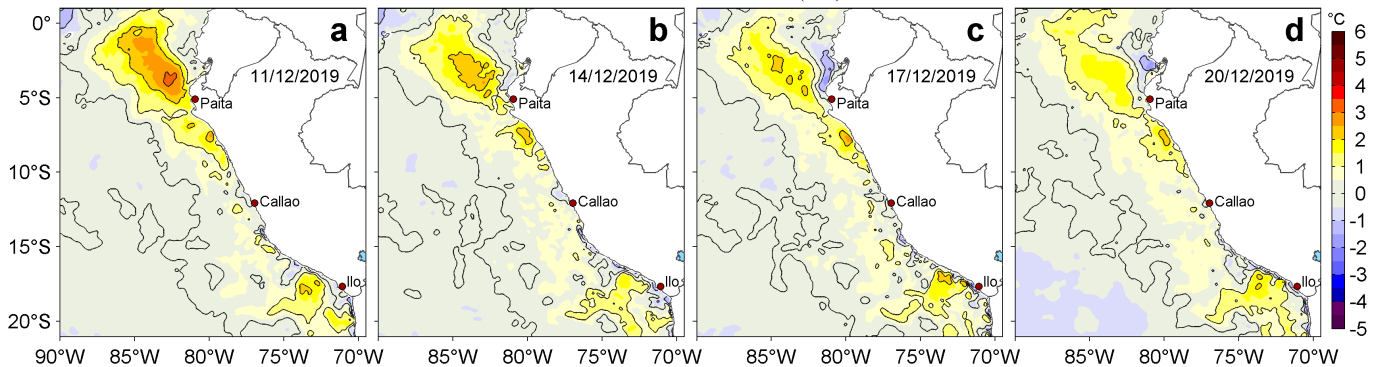 a
b
c
d
°C
0°
5°S
10°S
15°S
20°S
11/12/2019
14/12/2019
17/12/2019
20/12/2019
Paita
Paita
Paita
Paita
Callao
Callao
Callao
Callao
Ilo
Ilo
Ilo
Ilo
6
5
4
3
2
1
0
-1
-2
-3
-4
-5
90°W 85°W 80°W 75°W 70°W
85°W 80°W 75°W 70°W
85°W 80°W 75°W 70°W
85°W 80°W 75°W 70°W